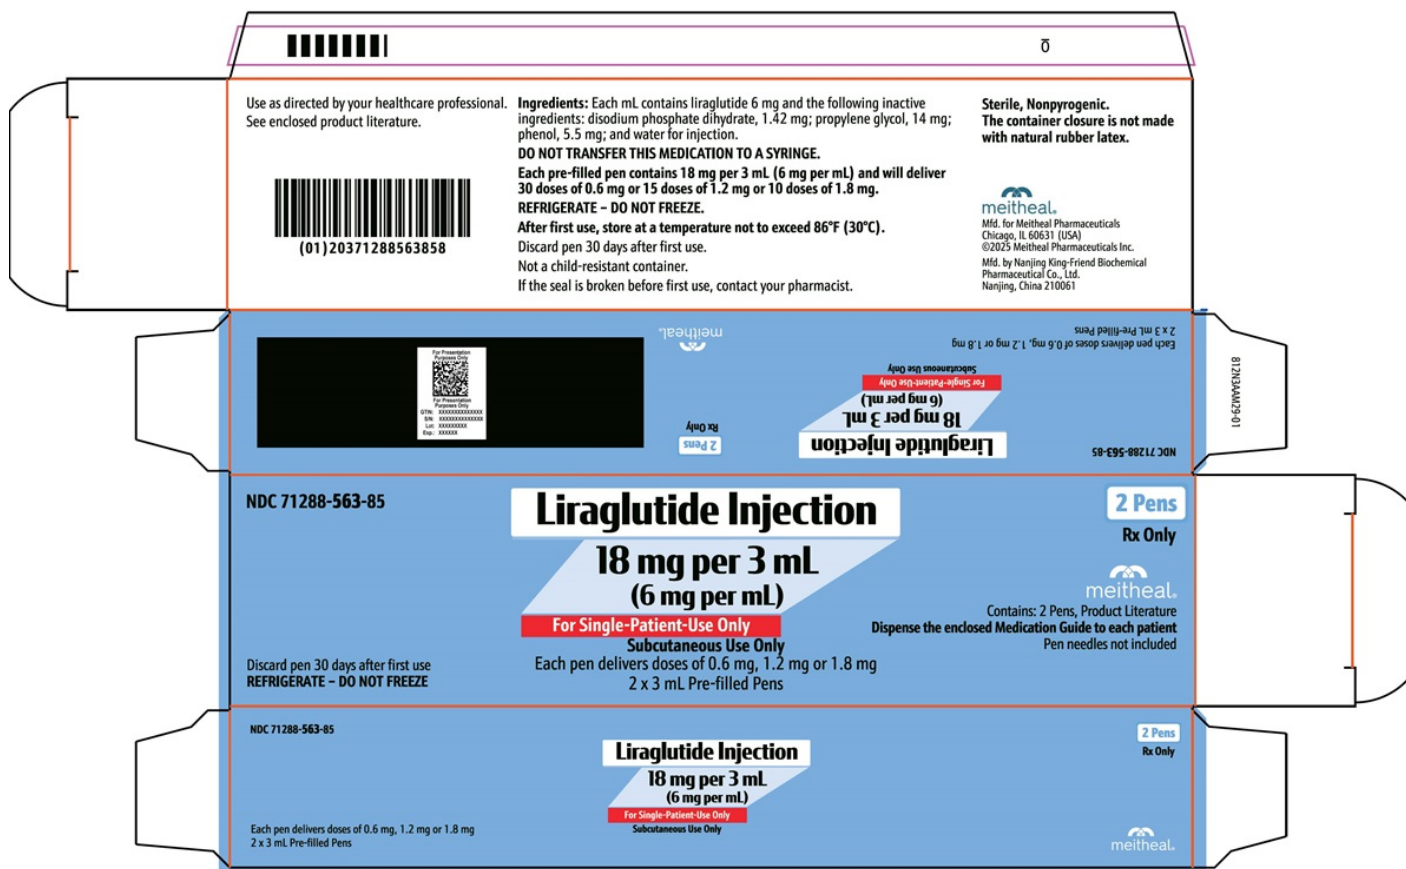 Use as directed by your healthcare professional.
See enclosed product literature.
(01)20371288563858
Ingredients: Each mL contains liraglutide 6 mg and the following inactive
ingredients: disodium phosphate dihydrate, 1.42 mg; propylene glycol, 14 mg;
phenol, 5.5 mg; and water for injection.
DO NOT TRANSFER THIS MEDICATION TO A SYRINGE.
Each pre-filled pen contains 18 mg per 3 mL (6 mg per mL) and will deliver
30 doses of 0.6 mg or 15 doses of 1.2 mg or 10 doses of 1.8 mg.
REFRIGERATE – DO NOT FREEZE.
After first use, store at a temperature not to exceed 86°F (30°C).
Discard pen 30 days after first use.
Not a child-resistant container.
If the seal is broken before first use, contact your pharmacist.
Sterile, Nonpyrogenic.
The container closure is not made
with natural rubber latex.
meitheal®
Mfd. for Meitheal Pharmaceuticals
Chicago, IL 60631 (USA)
©2025 Meitheal Pharmaceuticals Inc.
Mfd. by Nanjing King-Friend Biochemical
Pharmaceutical Co., Ltd.
Nanjing, China 210061
For Presentation
Purposes Only
For Presentation
Purposes Only
GTIN: XXXXXXXXXXXXXX
S/N: XXXXXXXXXXXXXX
Lot: XXXXXXXXX
Exp.: XXXXXX
NDC 71288-563-85
Liraglutide Injection
18 mg per 3 mL
(6 mg per mL)
For Single-Patient-Use Only
Subcutaneous Use Only
Each pen delivers doses of 0.6 mg, 1.2 mg or 1.8 mg
2 x 3 mL Pre-filled Pens
2 Pens
Rx Only
meitheal®
812N3AAM29-01
NDC 71288-563-85
Liraglutide Injection
18 mg per 3 mL
(6 mg per mL)
For Single-Patient-Use Only
Subcutaneous Use Only
Each pen delivers doses of 0.6 mg, 1.2 mg or 1.8 mg
2 x 3 mL Pre-filled Pens
Discard pen 30 days after first use
REFRIGERATE – DO NOT FREEZE
2 Pens
Rx Only
meitheal®
Contains: 2 Pens, Product Literature
Dispense the enclosed Medication Guide to each patient
Pen needles not included
NDC 71288-563-85
Liraglutide Injection
18 mg per 3 mL
(6 mg per mL)
For Single-Patient-Use Only
Subcutaneous Use Only
Each pen delivers doses of 0.6 mg, 1.2 mg or 1.8 mg
2 x 3 mL Pre-filled Pens
2 Pens
Rx Only
meitheal®